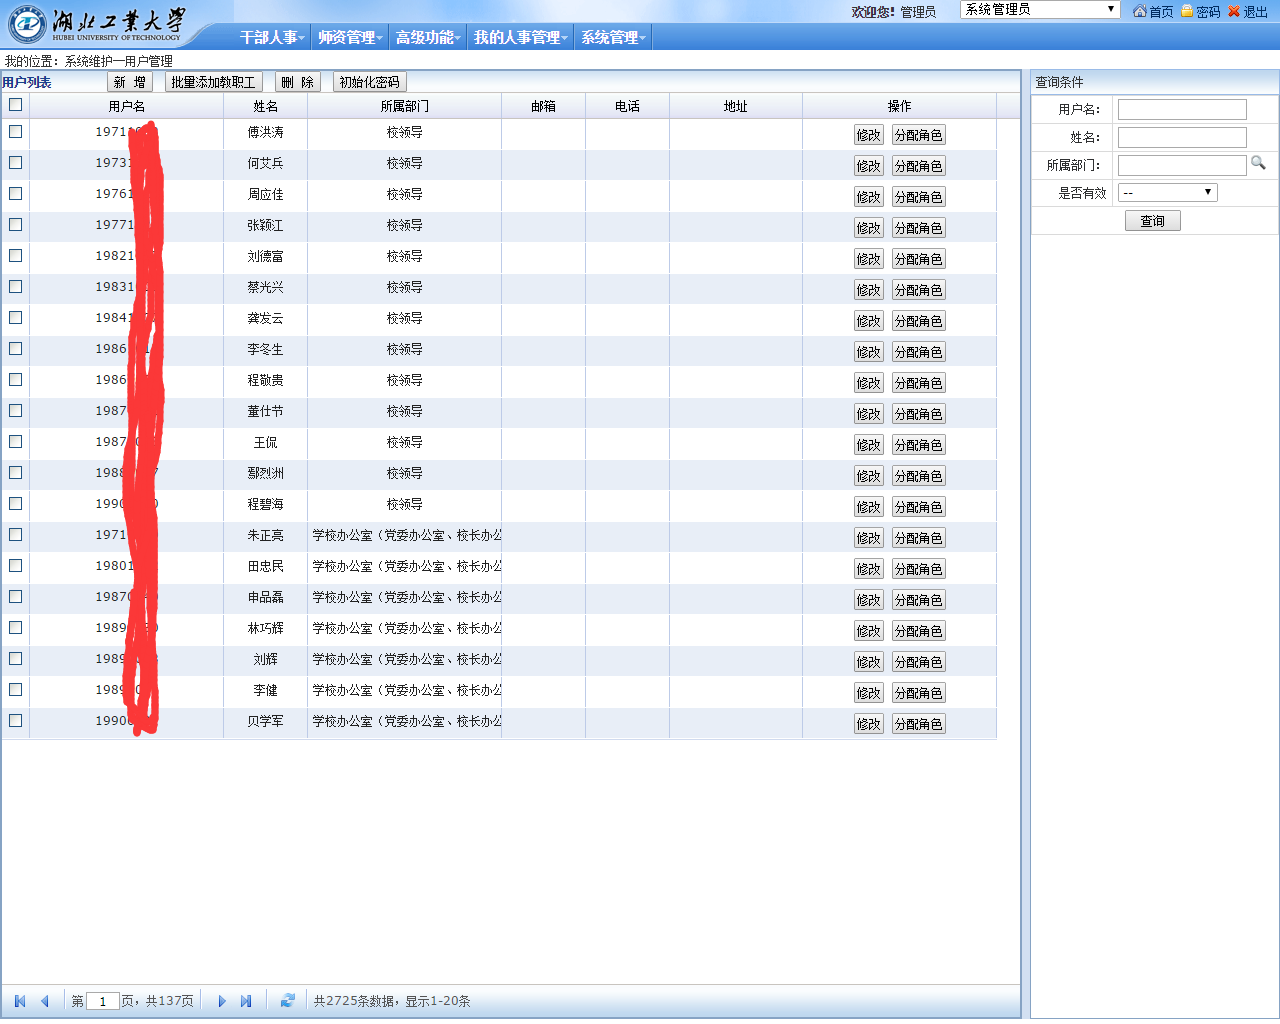 湖北工业大学
HUBEI UNIVERSITY OF TECHNOLOGY
欢迎您! 管理员 系统管理员 首页 密码 退出
干部人事 师资管理 高级功能 我的人事管理 系统管理
我的位置：系统维护—用户管理
用户列表 新 增 批量添加教职工 删 除 初始化密码
用户名 姓名 所属部门 邮箱 电话 地址 操作
1971 傅洪涛 校领导 修改 分配角色
1973 何艾兵 校领导 修改 分配角色
1976 周应佳 校领导 修改 分配角色
1977 张颖江 校领导 修改 分配角色
1982 刘德富 校领导 修改 分配角色
1983 蔡光兴 校领导 修改 分配角色
1984 龚发云 校领导 修改 分配角色
1986 李冬生 校领导 修改 分配角色
1986 程敬贵 校领导 修改 分配角色
1987 董仕节 校领导 修改 分配角色
1987 王侃 校领导 修改 分配角色
1988 鄢烈洲 校领导 修改 分配角色
1990 程碧海 校领导 修改 分配角色
1971 朱正亮 学校办公室（党委办公室、校长办公 修改 分配角色
1980 田忠民 学校办公室（党委办公室、校长办公 修改 分配角色
1987 申品磊 学校办公室（党委办公室、校长办公 修改 分配角色
1989 林巧辉 学校办公室（党委办公室、校长办公 修改 分配角色
1989 刘辉 学校办公室（党委办公室、校长办公 修改 分配角色
1989 李健 学校办公室（党委办公室、校长办公 修改 分配角色
1990 贝学军 学校办公室（党委办公室、校长办公 修改 分配角色
第 1 页，共137页 共2725条数据，显示1-20条
查询条件
用户名：
姓名：
所属部门：
是否有效 --
查询